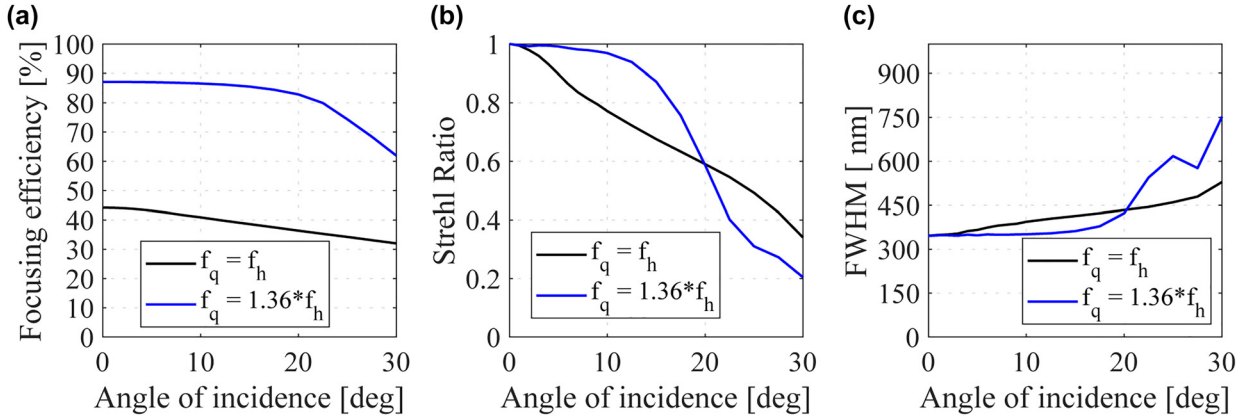 (a)
Focusing efficiency [%]
100
90
80
70
60
50
40
30
20
10
0
f_q = f_h
f_q = 1.36*f_h
0 10 20 30
Angle of incidence [deg]
(b)
Strehl Ratio
1
0.8
0.6
0.4
0.2
0
f_q = f_h
f_q = 1.36*f_h
0 10 20 30
Angle of incidence [deg]
(c)
FWHM [ nm]
900
750
600
450
300
150
0
f_q = f_h
f_q = 1.36*f_h
0 10 20 30
Angle of incidence [deg]